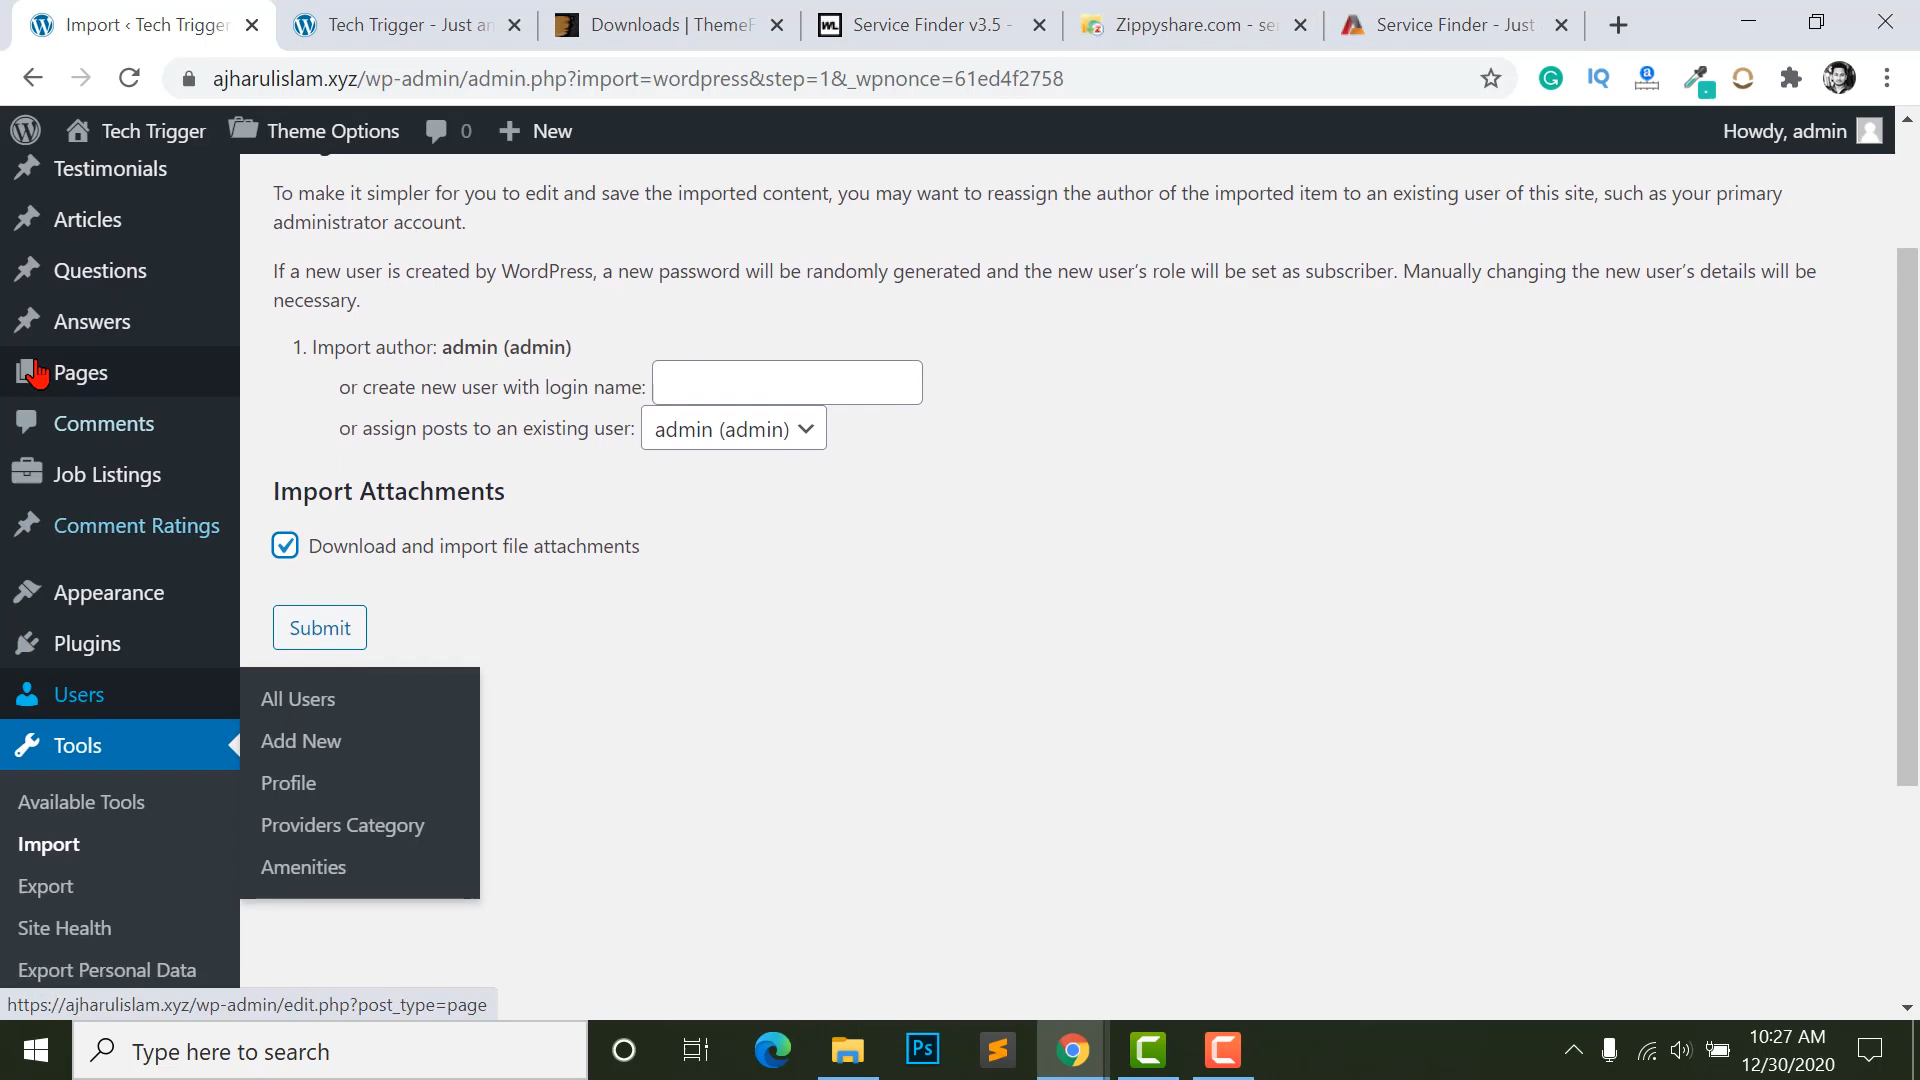 Import ‹ Tech Trigger
Tech Trigger - Just an
Downloads | ThemeF
Service Finder v3.5 -
Zippyshare.com - se
Service Finder - Just
ajharulislam.xyz/wp-admin/admin.php?import=wordpress&step=1&_wpnonce=61ed4f2758
Tech Trigger
Theme Options
0
New
Howdy, admin
Testimonials
Articles
Questions
Answers
Pages
Comments
Job Listings
Comment Ratings
Appearance
Plugins
Users
Tools
Available Tools
Import
Export
Site Health
Export Personal Data
All Users
Add New
Profile
Providers Category
Amenities
To make it simpler for you to edit and save the imported content, you may want to reassign the author of the imported item to an existing user of this site, such as your primary
administrator account.
If a new user is created by WordPress, a new password will be randomly generated and the new user’s role will be set as subscriber. Manually changing the new user’s details will be
necessary.
1. Import author: admin (admin)
or create new user with login name:
or assign posts to an existing user: admin (admin)
Import Attachments
Download and import file attachments
Submit
https://ajharulislam.xyz/wp-admin/edit.php?post_type=page
Type here to search
Ps
10:27 AM
12/30/2020